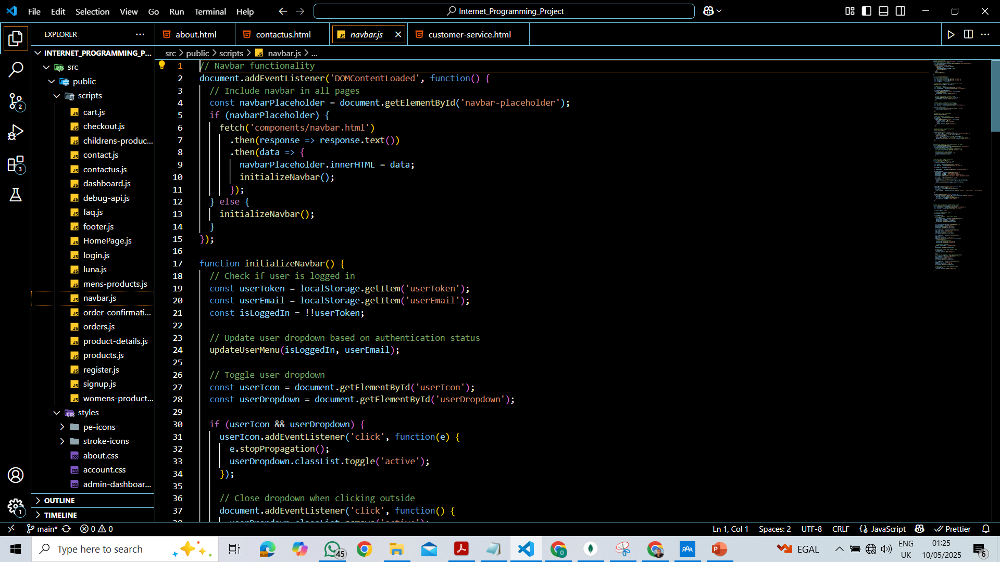 File Edit Selection View Go Run Terminal Help
Internet_Programming_Project
EXPLORER
about.html
contactus.html
navbar.js
customer-service.html
INTERNET_PROGRAMMING_P...
src
public
scripts
cart.js
checkout.js
childrens-produc...
contact.js
contactus.js
dashboard.js
debug-api.js
faq.js
footer.js
HomePage.js
login.js
luna.js
mens-products.js
navbar.js
order-confirmati...
orders.js
product-details.js
products.js
register.js
signup.js
womens-product...
styles
pe-icons
stroke-icons
about.css
account.css
admin-dashboar...
OUTLINE
TIMELINE
2
3
1
src > public > scripts > navbar.js > ...
1 // Navbar functionality
2 document.addEventListener('DOMContentLoaded', function() {
3 // Include navbar in all pages
4 const navbarPlaceholder = document.getElementById('navbar-placeholder');
5 if (navbarPlaceholder) {
6 fetch('components/navbar.html')
7 .then(response => response.text())
8 .then(data => {
9 navbarPlaceholder.innerHTML = data;
10 initializeNavbar();
11 });
12 } else {
13 initializeNavbar();
14 }
15 });
16
17 function initializeNavbar() {
18 // Check if user is logged in
19 const userToken = localStorage.getItem('userToken');
20 const userEmail = localStorage.getItem('userEmail');
21 const isLoggedIn = !!userToken;
22
23 // Update user dropdown based on authentication status
24 updateUserMenu(isLoggedIn, userEmail);
25
26 // Toggle user dropdown
27 const userIcon = document.getElementById('userIcon');
28 const userDropdown = document.getElementById('userDropdown');
29
30 if (userIcon && userDropdown) {
31 userIcon.addEventListener('click', function(e) {
32 e.stopPropagation();
33 userDropdown.classList.toggle('active');
34 });
35
36 // Close dropdown when clicking outside
37 document.addEventListener('click', function() {
main* 0 0
Ln 1, Col 1 Spaces: 2 UTF-8 CRLF JavaScript Prettier
Type here to search
45
EGAL
ENG
UK
01:25
10/05/2025
6